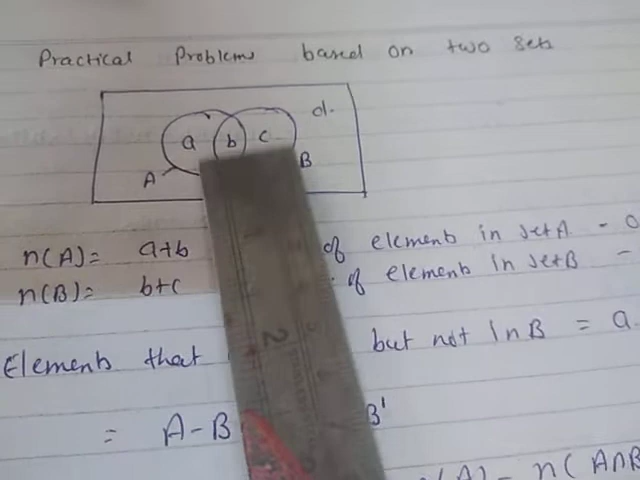 Practical Problems based on two sets
d.
a b c
A B
n(A) = a+b of elements in set A -
n(B) = b+c of elements in set B =
Elements that but not in B = a.
= A-B B'
n(A∩B